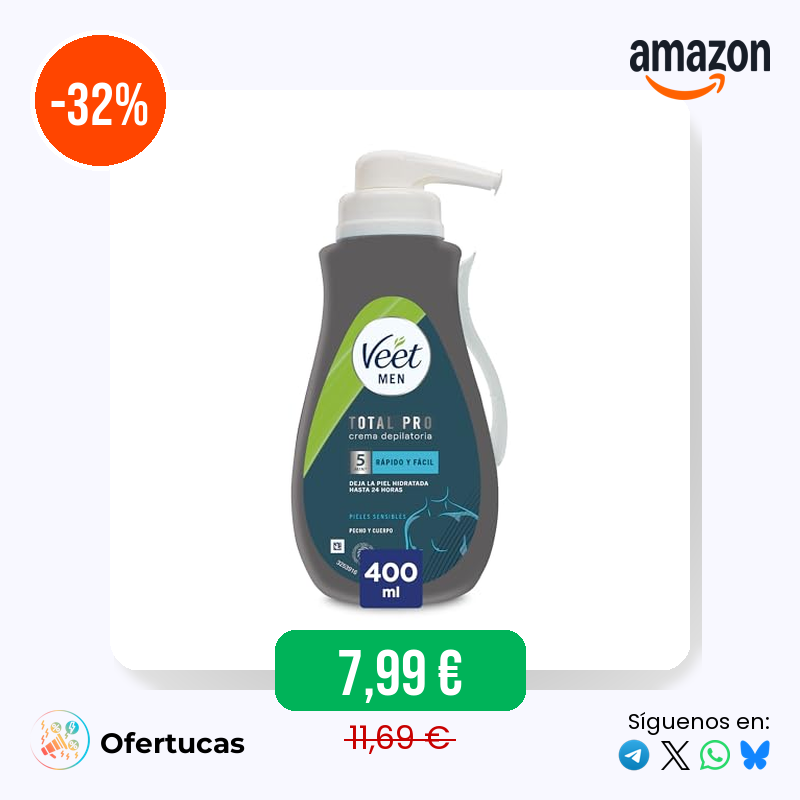 -32%
amazon
Veet
MEN
TOTAL PRO
crema depilatoria
5
RÁPIDO Y FÁCIL
DEJA LA PIEL HIDRATADA
HASTA 24 HORAS
PIELES SENSIBLES
PECHO Y CUERPO
400
ml
7,99 €
11,69 €
Ofertucas
Síguenos en: